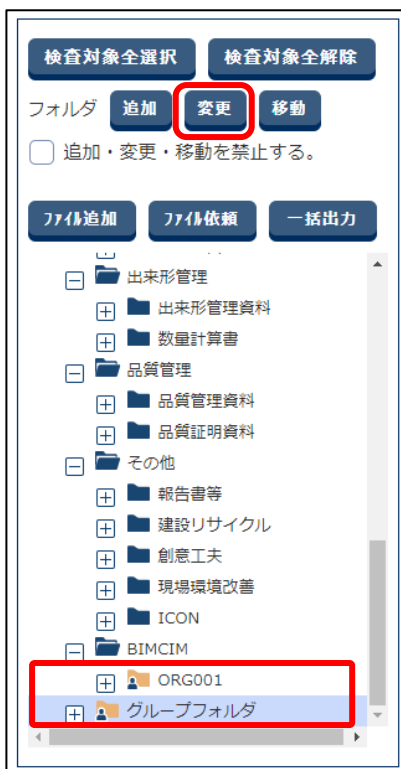 検査対象全選択 検査対象全解除
フォルダ 追加 変更 移動
追加・変更・移動を禁止する。
ﾌｧｲﾙ追加 ﾌｧｲﾙ依頼 一括出力
出来形管理
出来形管理資料
数量計算書
品質管理
品質管理資料
品質証明資料
その他
報告書等
建設リサイクル
創意工夫
現場環境改善
ICON
BIMCIM
ORG001
グループフォルダ